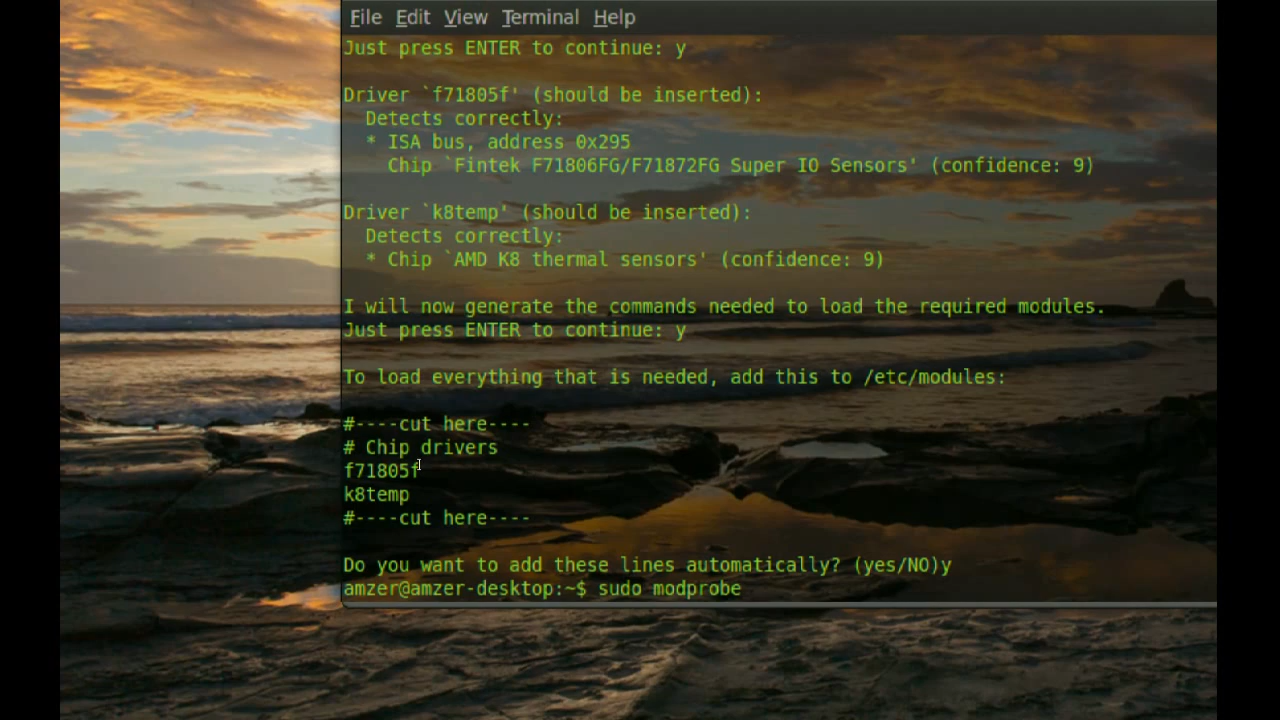 File Edit View Terminal Help
Just press ENTER to continue: y
Driver `f71805f' (should be inserted):
Detects correctly:
* ISA bus, address 0x295
Chip `Fintek F71806FG/F71872FG Super IO Sensors' (confidence: 9)
Driver `k8temp' (should be inserted):
Detects correctly:
* Chip `AMD K8 thermal sensors' (confidence: 9)
I will now generate the commands needed to load the required modules.
Just press ENTER to continue: y
To load everything that is needed, add this to /etc/modules:
#----cut here----
# Chip drivers
f71805f
k8temp
#----cut here----
Do you want to add these lines automatically? (yes/NO)y
amzer@amzer-desktop:~$ sudo modprobe